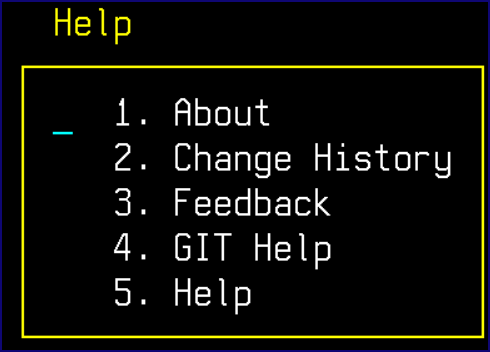 Help
_ 1. About
2. Change History
3. Feedback
4. GIT Help
5. Help